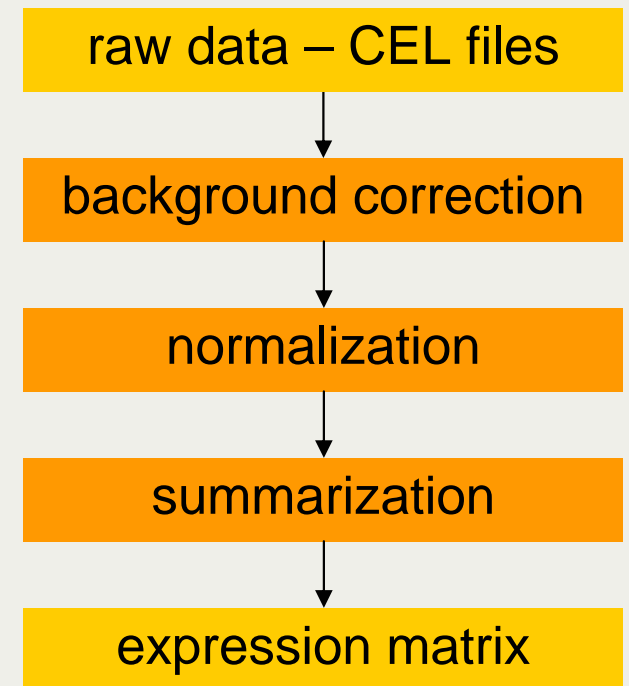 raw data – CEL files
background correction
normalization
summarization
expression matrix